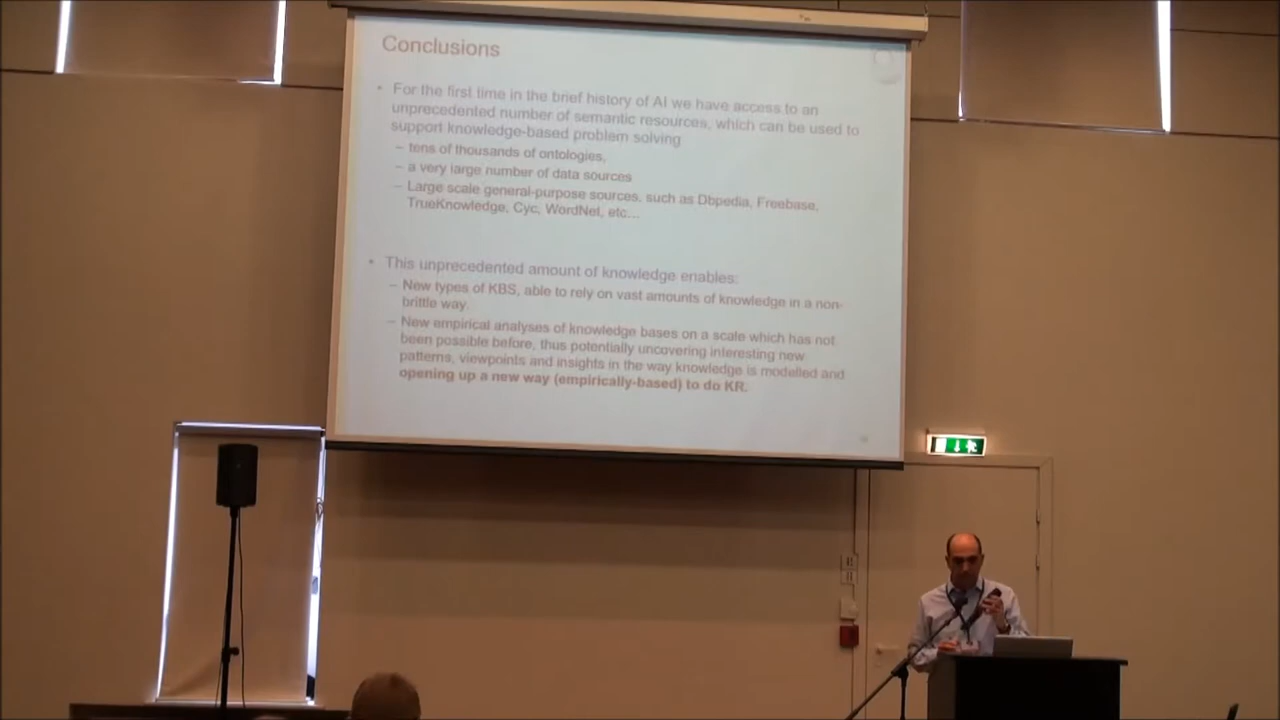 Conclusions
• For the first time in the brief history of AI we have access to an
unprecedented number of semantic resources, which can be used to
support knowledge-based problem solving
– tens of thousands of ontologies,
– a very large number of data sources
– Large scale general-purpose sources, such as Dbpedia, Freebase,
TrueKnowledge, Cyc, WordNet, etc...
• This unprecedented amount of knowledge enables:
– New types of KBS, able to rely on vast amounts of knowledge in a non-
brittle way.
– New empirical analyses of knowledge bases on a scale which has not
been possible before, thus potentially uncovering interesting new
patterns, viewpoints and insights in the way knowledge is modelled and
opening up a new way (empirically-based) to do KR.